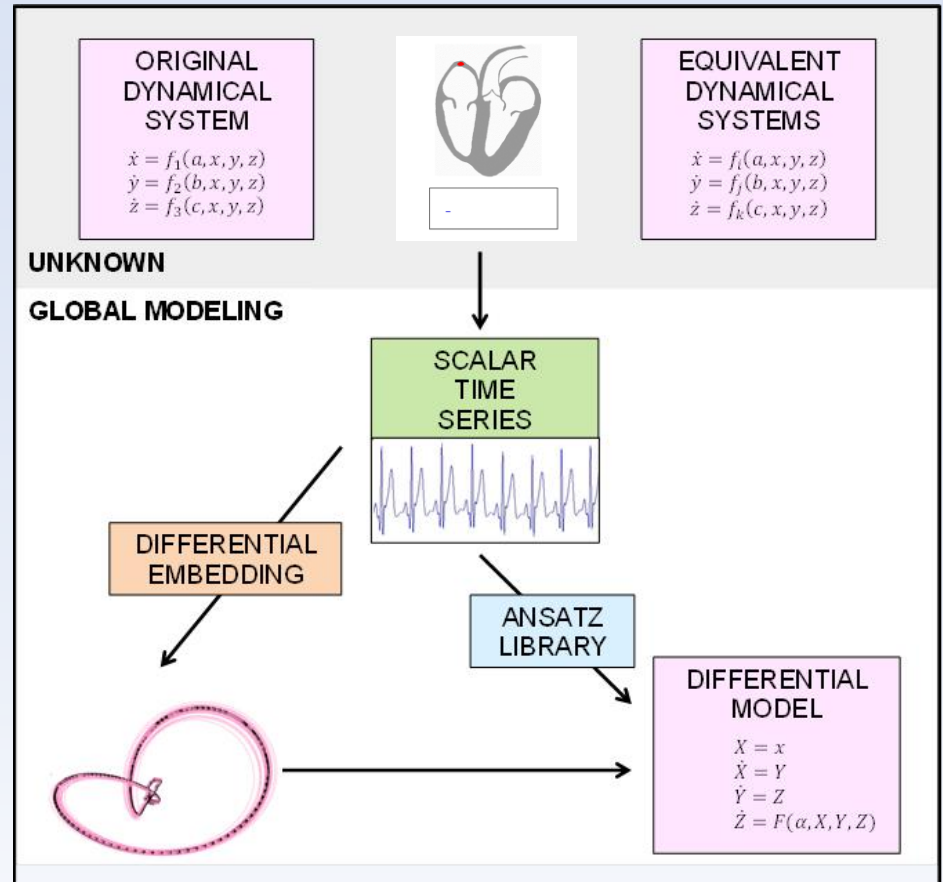 ORIGINAL
DYNAMICAL
SYSTEM
ẋ = f₁(a,x,y,z)
ẏ = f₂(b,x,y,z)
ż = f₃(c,x,y,z)
-
EQUIVALENT
DYNAMICAL
SYSTEMS
ẋ = fᵢ(a,x,y,z)
ẏ = fⱼ(b,x,y,z)
ż = fₖ(c,x,y,z)
UNKNOWN
GLOBAL MODELING
SCALAR
TIME
SERIES
DIFFERENTIAL
EMBEDDING
ANSATZ
LIBRARY
DIFFERENTIAL
MODEL
X = x
Ẋ = Y
Ẏ = Z
Ż = F(α,X,Y,Z)